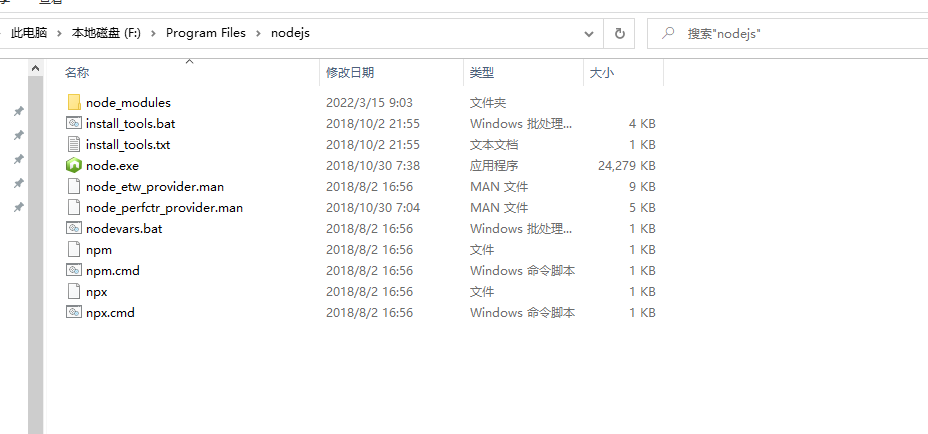 此电脑 > 本地磁盘 (F:) > Program Files > nodejs 搜索"nodejs"
名称 修改日期 类型 大小
node_modules 2022/3/15 9:03 文件夹
install_tools.bat 2018/10/2 21:55 Windows 批处理... 4 KB
install_tools.txt 2018/10/2 21:55 文本文档 1 KB
node.exe 2018/10/30 7:38 应用程序 24,279 KB
node_etw_provider.man 2018/8/2 16:56 MAN 文件 9 KB
node_perfctr_provider.man 2018/10/30 7:04 MAN 文件 5 KB
nodevars.bat 2018/8/2 16:56 Windows 批处理... 1 KB
npm 2018/8/2 16:56 文件 1 KB
npm.cmd 2018/8/2 16:56 Windows 命令脚本 1 KB
npx 2018/8/2 16:56 文件 1 KB
npx.cmd 2018/8/2 16:56 Windows 命令脚本 1 KB